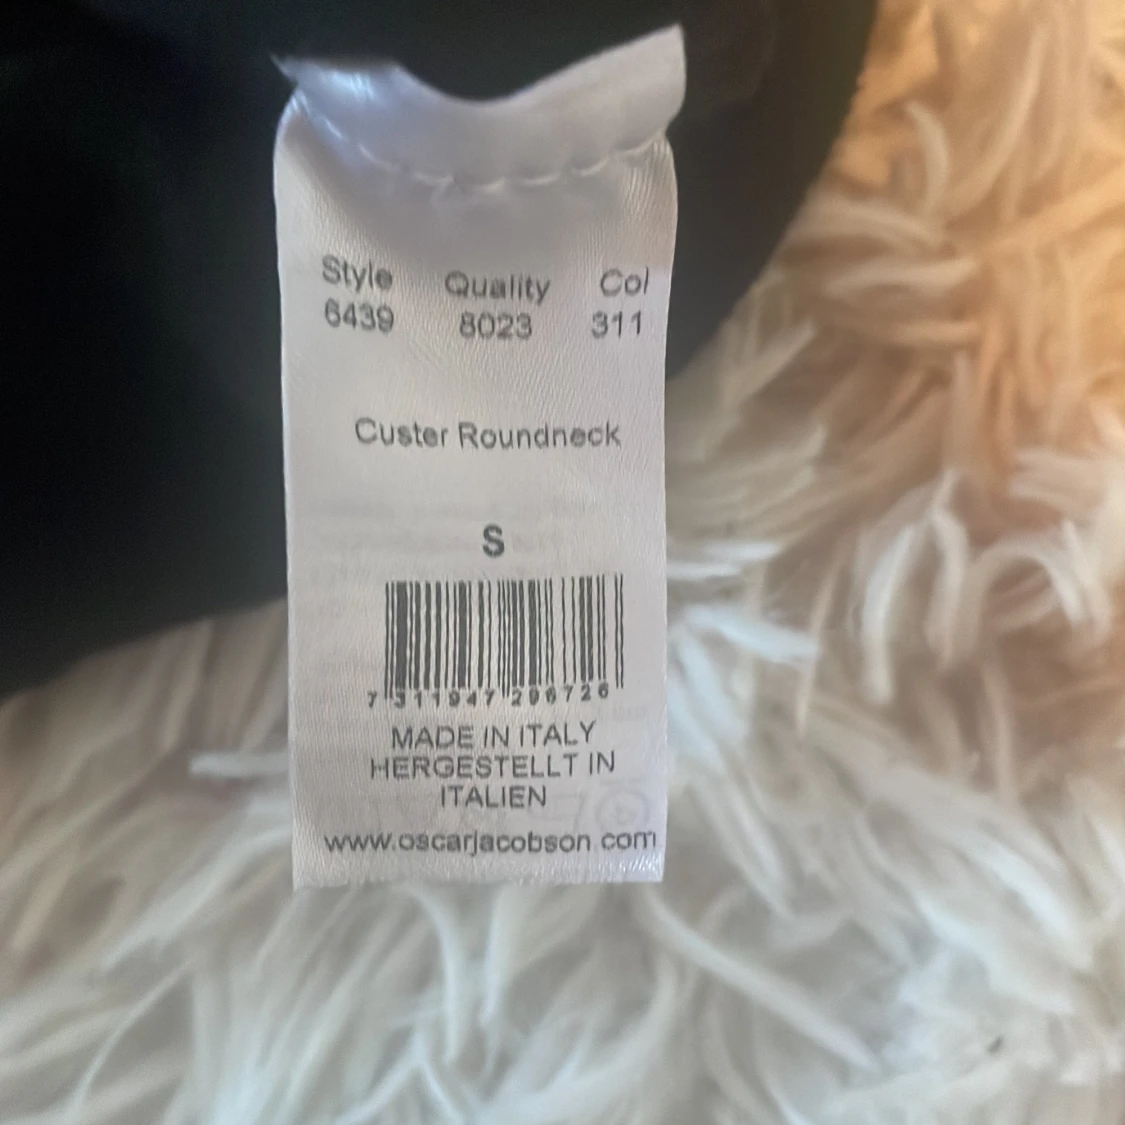 Style Quality Col
6439 8023 311
Custer Roundneck
S
7 311947 296726
MADE IN ITALY
HERGESTELLT IN
ITALIEN
www.oscarjacobson.com